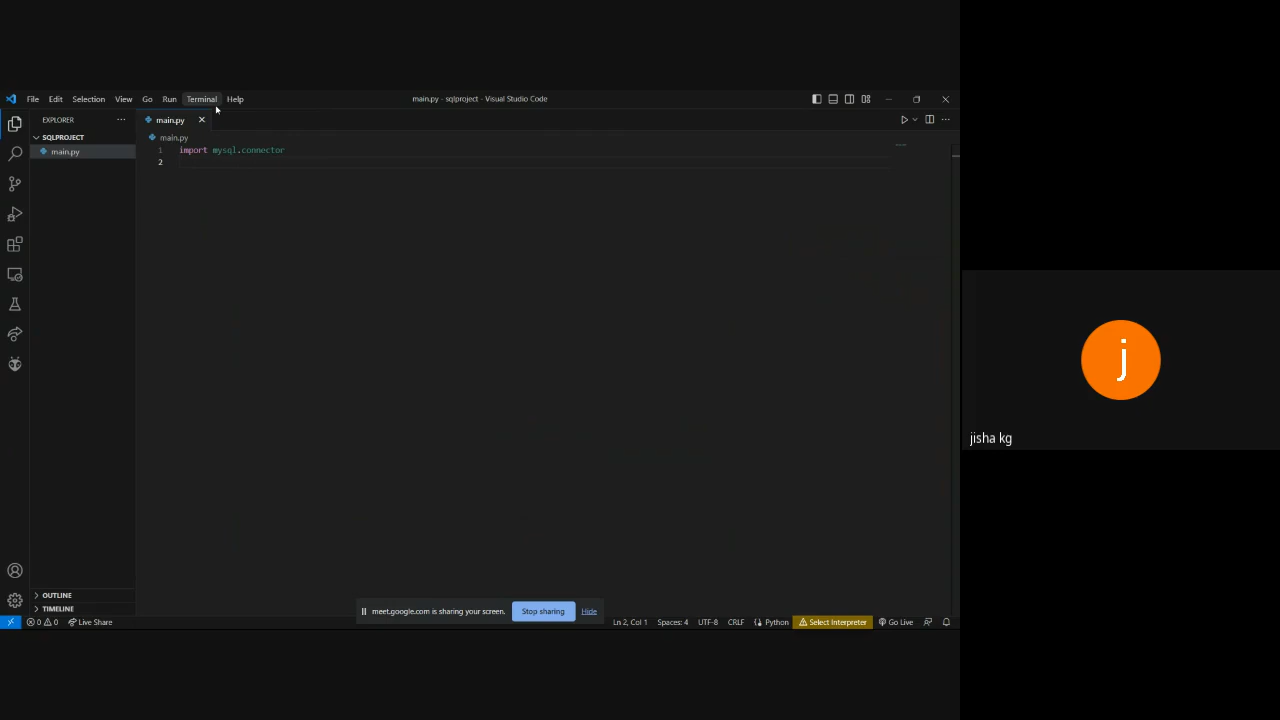 File Edit Selection View Go Run Terminal Help
main.py - sqlproject - Visual Studio Code
EXPLORER
main.py
SQLPROJECT
main.py
main.py
1 import mysql.connector
2
OUTLINE
TIMELINE
meet.google.com is sharing your screen. Stop sharing Hide
0 0 Live Share
Ln 2, Col 1 Spaces: 4 UTF-8 CRLF Python Select Interpreter Go Live
j
jisha kg